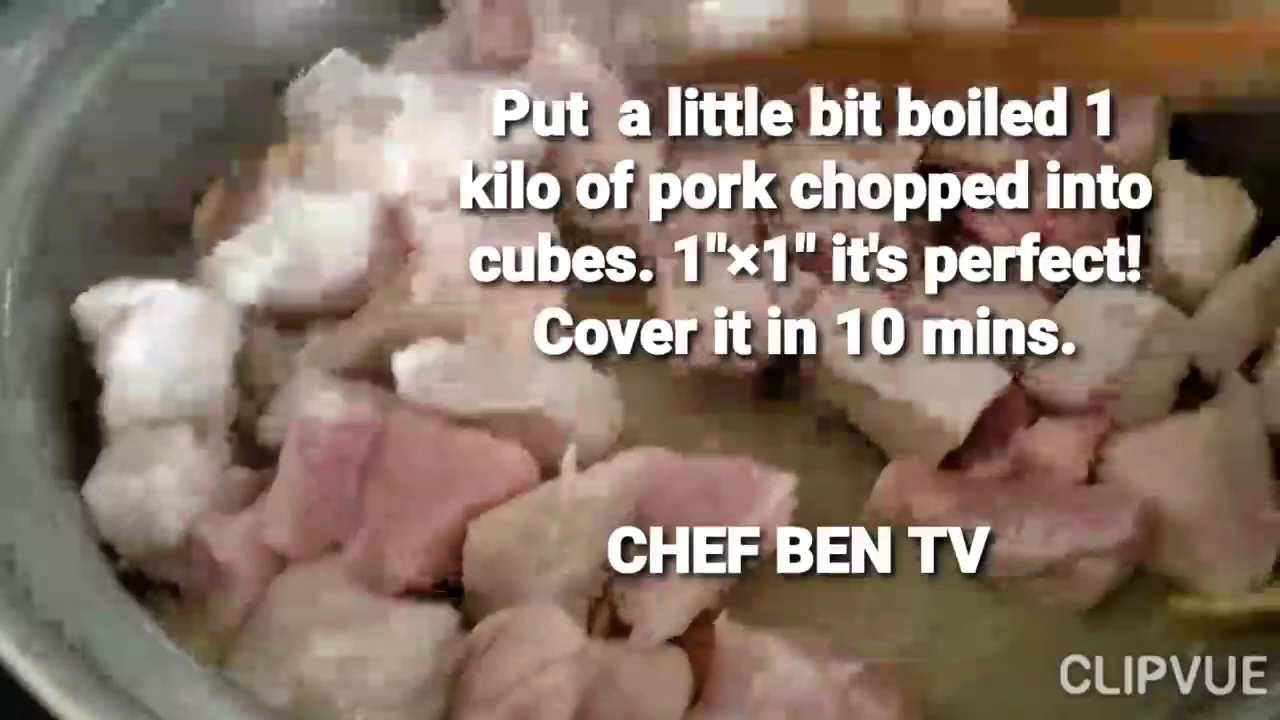 Put a little bit boiled 1
kilo of pork chopped into
cubes. 1"×1" it's perfect!
Cover it in 10 mins.
CHEF BEN TV
CLIPVUE